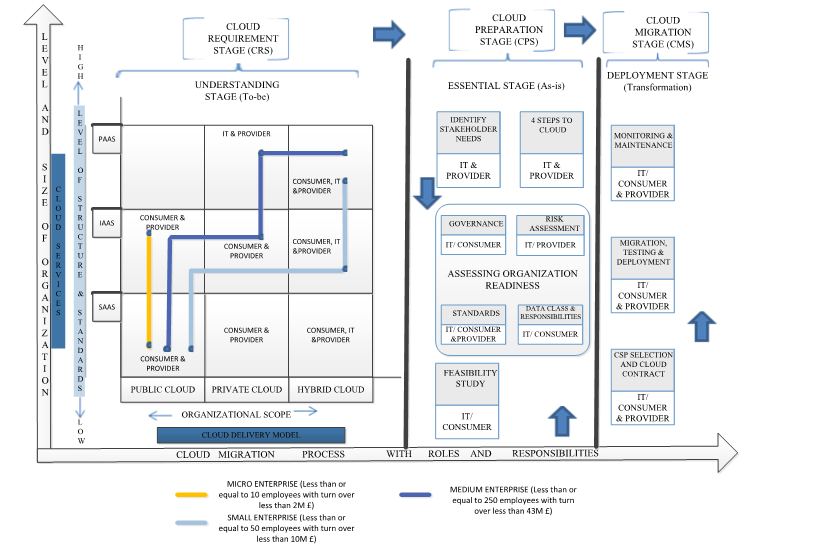 CLOUD
REQUIREMENT
STAGE (CRS)
CLOUD
PREPARATION
STAGE (CPS)
CLOUD
MIGRATION
STAGE (CMS)
LEVEL AND SIZE OF ORGANIZATION
CLOUD SERVICES
HIGH
LEVEL OF STRUCTURE & STANDARDS
LOW
UNDERSTANDING
STAGE (To-be)
PAAS
IAAS
SAAS
IT & PROVIDER
CONSUMER, IT
&PROVIDER
CONSUMER &
PROVIDER
CONSUMER &
PROVIDER
CONSUMER, IT
&PROVIDER
CONSUMER &
PROVIDER
CONSUMER &
PROVIDER
CONSUMER, IT
&PROVIDER
PUBLIC CLOUD
PRIVATE CLOUD
HYBRID CLOUD
ORGANIZATIONAL SCOPE
CLOUD DELIVERY MODEL
ESSENTIAL STAGE (As-is)
IDENTIFY
STAKEHOLDER
NEEDS
IT &
PROVIDER
4 STEPS TO
CLOUD
IT &
PROVIDER
GOVERNANCE
IT/ CONSUMER
RISK
ASSESSMENT
IT/ PROVIDER
ASSESSING ORGANIZATION
READINESS
STANDARDS
IT/ CONSUMER
&PROVIDER
DATA CLASS &
RESPONSIBILITIES
IT/ CONSUMER
FEASIBILITY
STUDY
IT/
CONSUMER
DEPLOYMENT STAGE
(Transformation)
MONITORING &
MAINTENANCE
IT/
CONSUMER
& PROVIDER
MIGRATION,
TESTING &
DEPLOYMENT
IT/
CONSUMER
& PROVIDER
CSP SELECTION
AND CLOUD
CONTRACT
IT/
CONSUMER
& PROVIDER
CLOUD MIGRATION PROCESS WITH ROLES AND RESPONSIBILITIES
MICRO ENTERPRISE (Less than or
equal to 10 employees with turn over
less than 2M £)
SMALL ENTERPRISE (Less than or
equal to 50 employees with turn over
less than 10M £)
MEDIUM ENTERPRISE (Less than or
equal to 250 employees with turn
over less than 43M £)